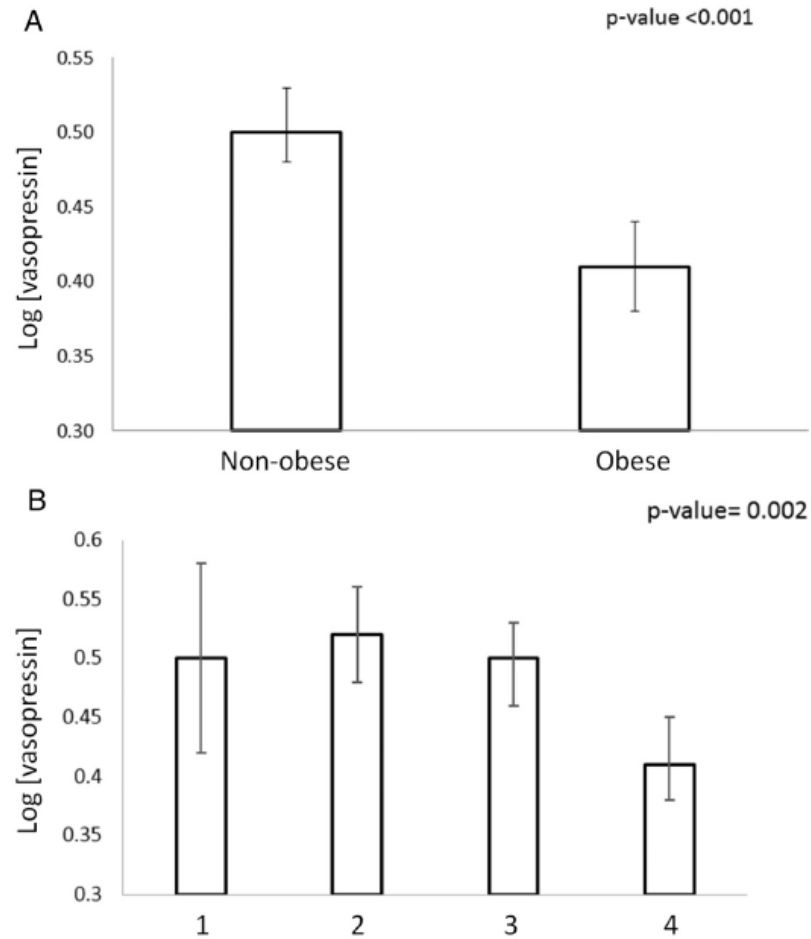 A
p-value <0.001
Log [vasopressin]
0.55
0.50
0.45
0.40
0.35
0.30
Non-obese
Obese
B
p-value= 0.002
Log [vasopressin]
0.6
0.55
0.5
0.45
0.4
0.35
0.3
1
2
3
4